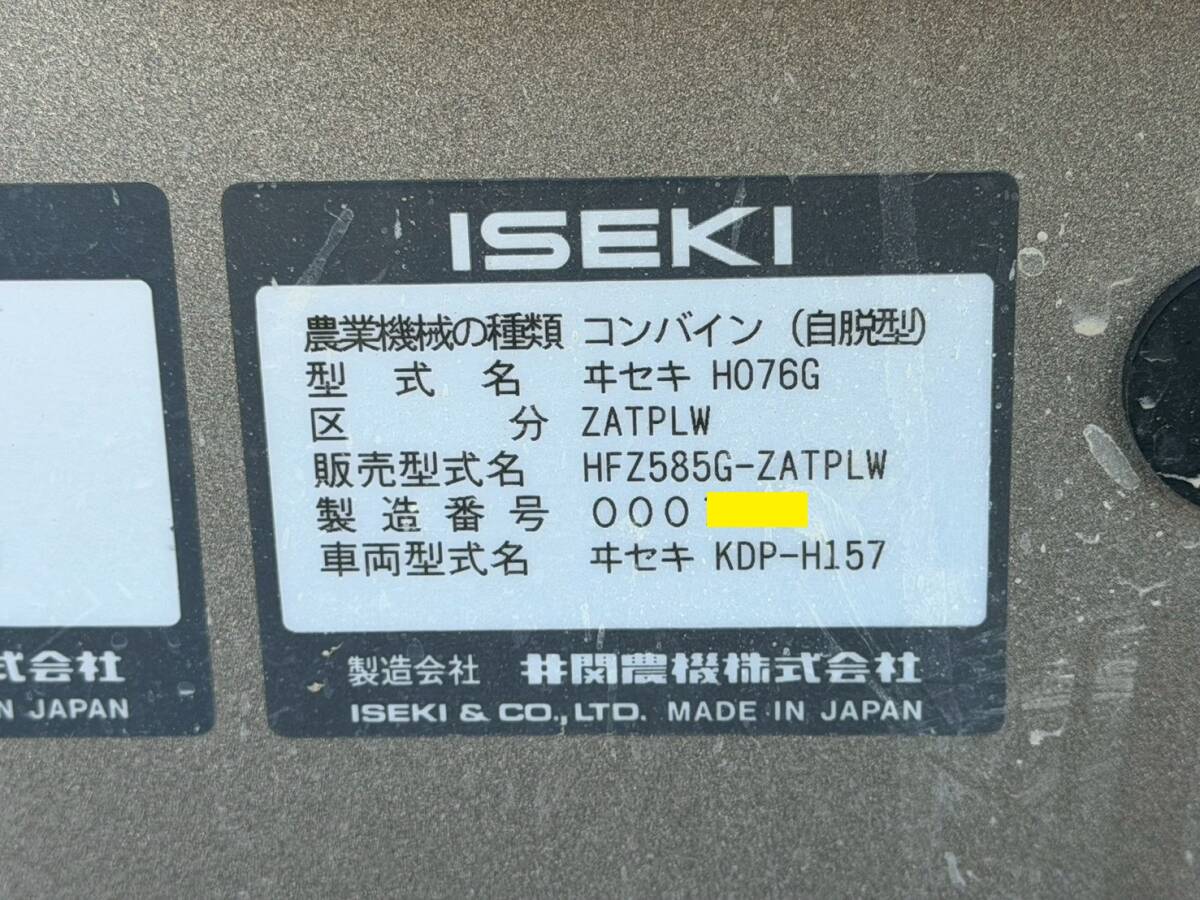 ISEKI
農業機械の種類 コンバイン (自脱型)
型式名 ヰセキ H076G
区分 ZATPLW
販売型式名 HFZ585G-ZATPLW
製造番号 000
車両型式名 ヰセキ KDP-H157
製造会社 井関農機株式会社
ISEKI & CO., LTD. MADE IN JAPAN
式会社
N JAPAN